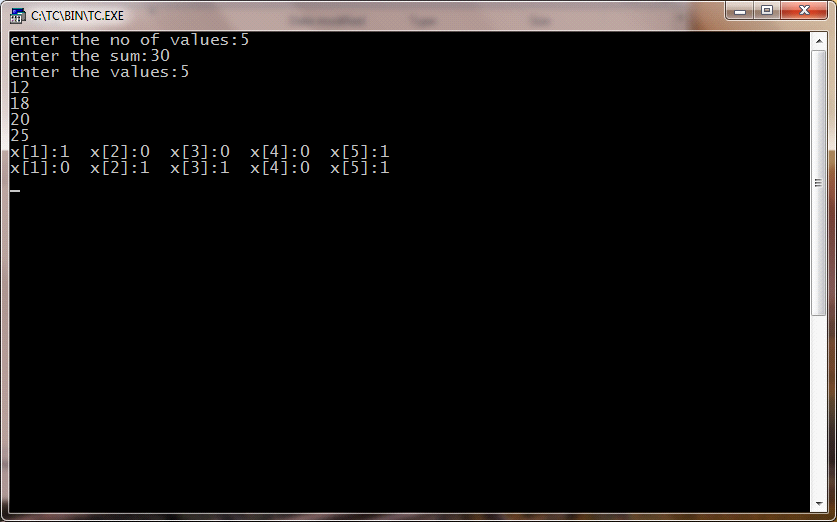 C:\TC\BIN\TC.EXE
enter the no of values:5
enter the sum:30
enter the values:5
12
18
20
25
x[1]:1 x[2]:0 x[3]:0 x[4]:0 x[5]:1
x[1]:0 x[2]:1 x[3]:1 x[4]:0 x[5]:1